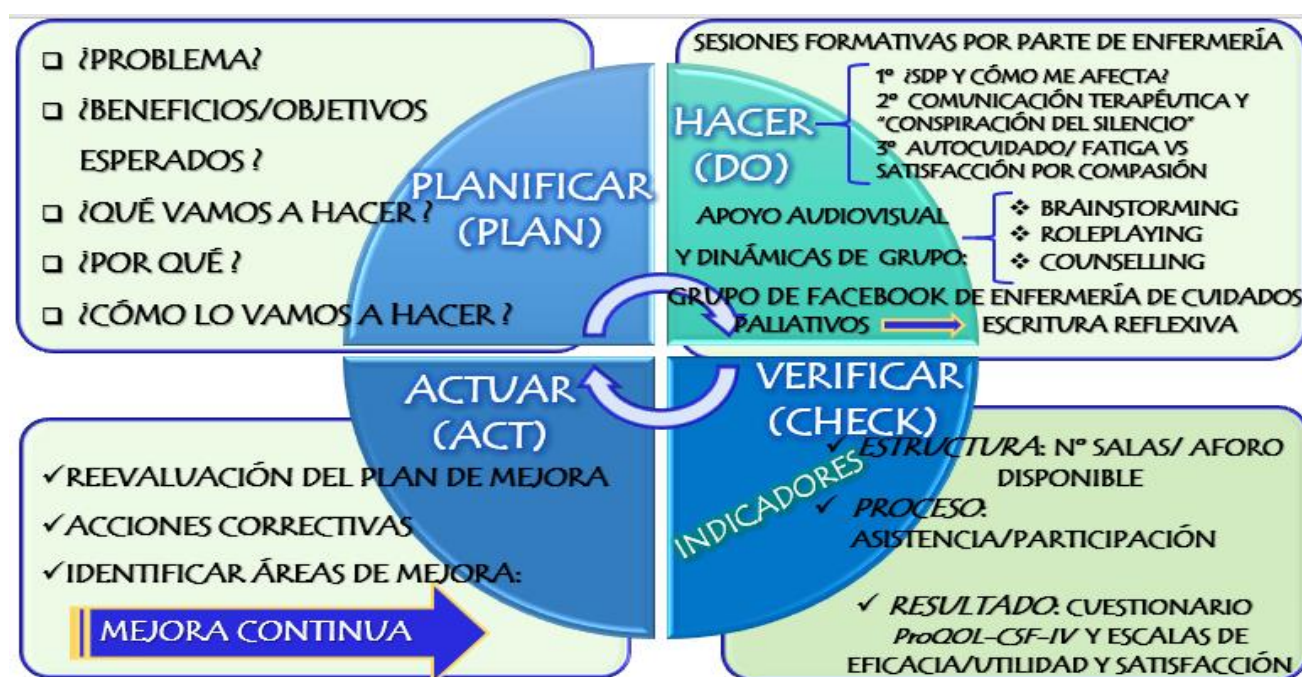 ¿PROBLEMA?
¿BENEFICIOS/OBJETIVOS
ESPERADOS ?
¿QUÉ VAMOS A HACER ?
¿POR QUÉ ?
¿CÓMO LO VAMOS A HACER ?
PLANIFICAR
(PLAN)
SESIONES FORMATIVAS POR PARTE DE ENFERMERÍA
HACER
(DO)
1º ¿SDP Y CÓMO ME AFECTA?
2º COMUNICACIÓN TERAPÉUTICA Y
“CONSPIRACIÓN DEL SILENCIO”
3º AUTOCUIDADO/ FATIGA VS
SATISFACCIÓN POR COMPASIÓN
APOYO AUDIOVISUAL
Y DINÁMICAS DE GRUPO:
❖ BRAINSTORMING
❖ ROLEPLAYING
❖ COUNSELLING
GRUPO DE FACEBOOK DE ENFERMERÍA DE CUIDADOS
PALIATIVOS ESCRITURA REFLEXIVA
ACTUAR
(ACT)
✓REEVALUACIÓN DEL PLAN DE MEJORA
✓ACCIONES CORRECTIVAS
✓IDENTIFICAR ÁREAS DE MEJORA:
MEJORA CONTINUA
VERIFICAR
(CHECK)
INDICADORES
✓ ESTRUCTURA: Nº SALAS/ AFORO
DISPONIBLE
✓ PROCESO:
ASISTENCIA/PARTICIPACIÓN
✓ RESULTADO: CUESTIONARIO
ProQOL-CSF-IV Y ESCALAS DE
EFICACIA/UTILIDAD Y SATISFACCIÓN